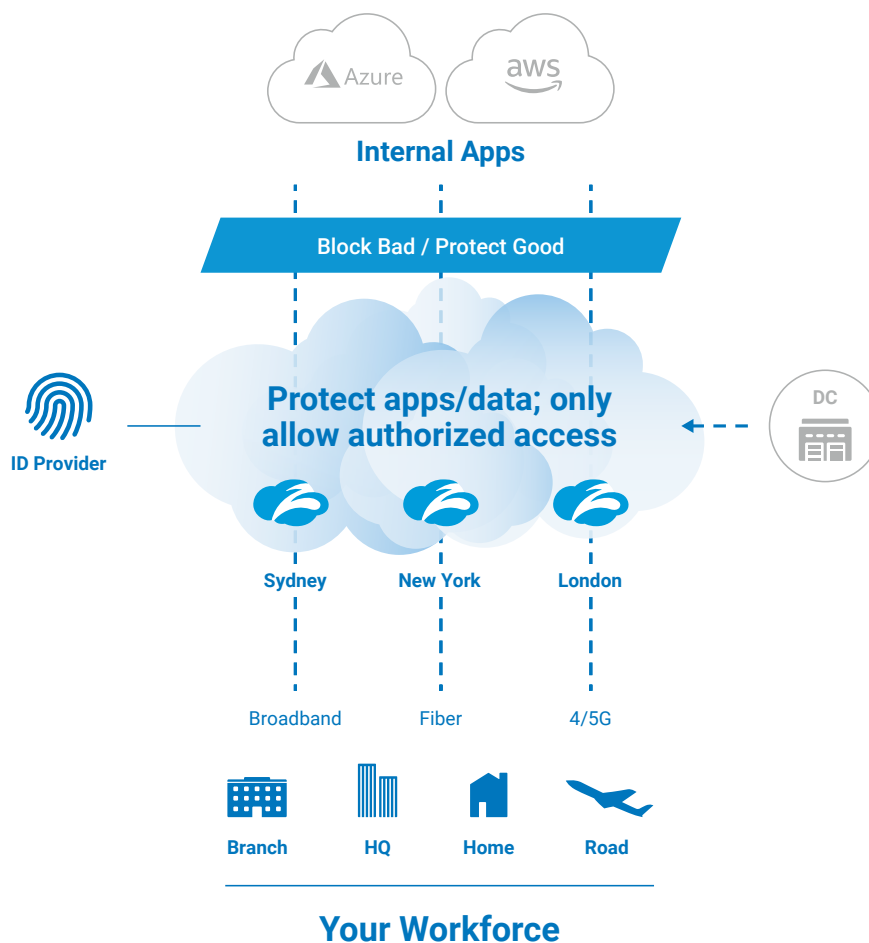 Azure
aws
Internal Apps
Block Bad / Protect Good
Protect apps/data; only
allow authorized access
ID Provider
DC
Sydney
New York
London
Broadband
Fiber
4/5G
Branch
HQ
Home
Road
Your Workforce